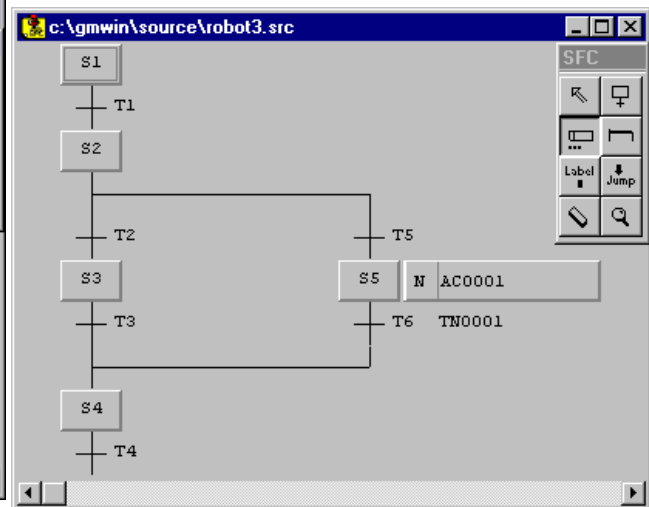 c:\gmwin\source\robot3.src
SFC
S1
T1
S2
Label
Jump
T2
T5
S3
S5 N AC0001
T3
T6 TN0001
S4
T4